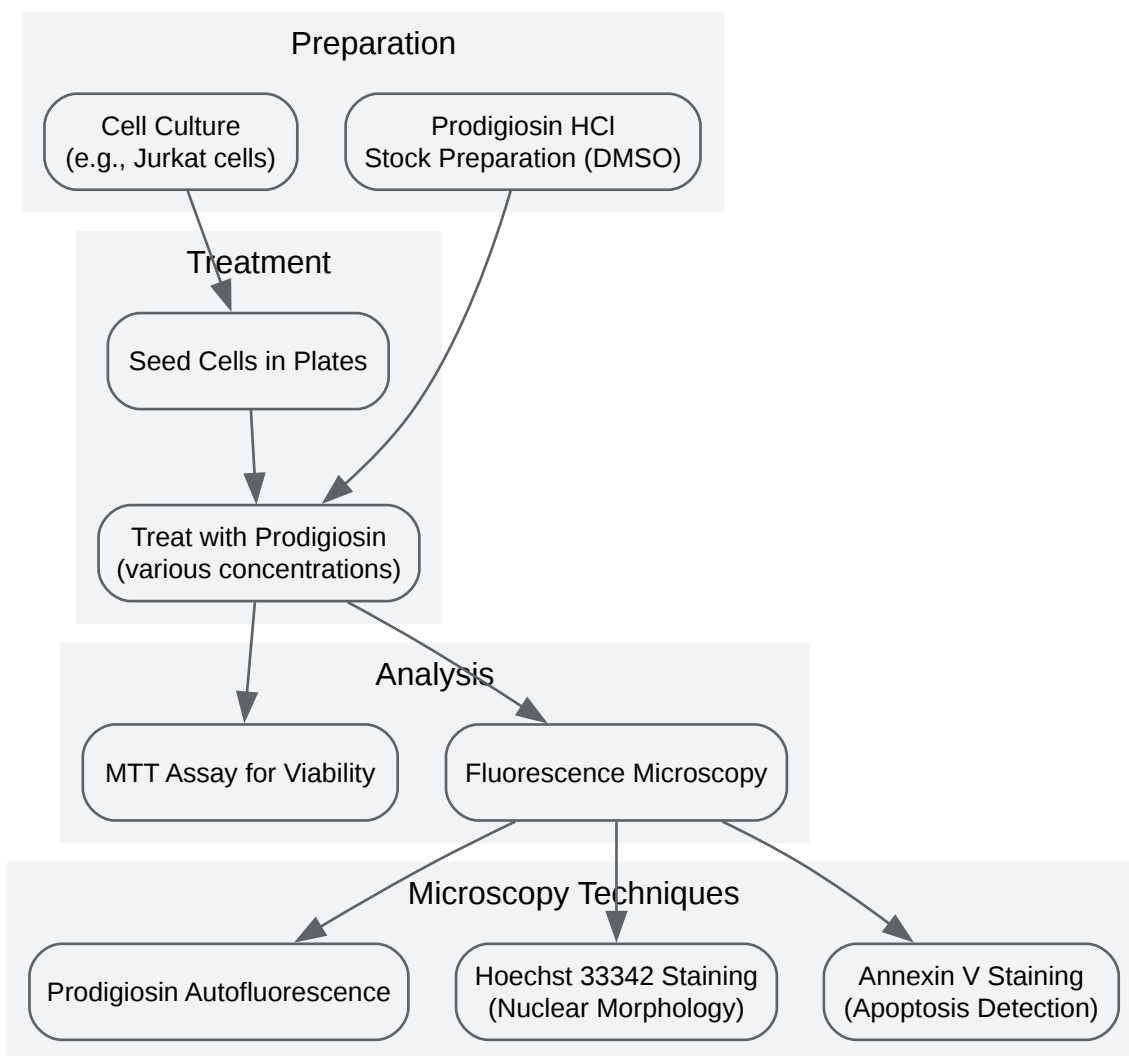 Preparation
Cell Culture
(e.g., Jurkat cells)
Prodigiosin HCl
Stock Preparation (DMSO)
Treatment
Seed Cells in Plates
Treat with Prodigiosin
(various concentrations)
Analysis
MTT Assay for Viability
Fluorescence Microscopy
Microscopy Techniques
Prodigiosin Autofluorescence
Hoechst 33342 Staining
(Nuclear Morphology)
Annexin V Staining
(Apoptosis Detection)